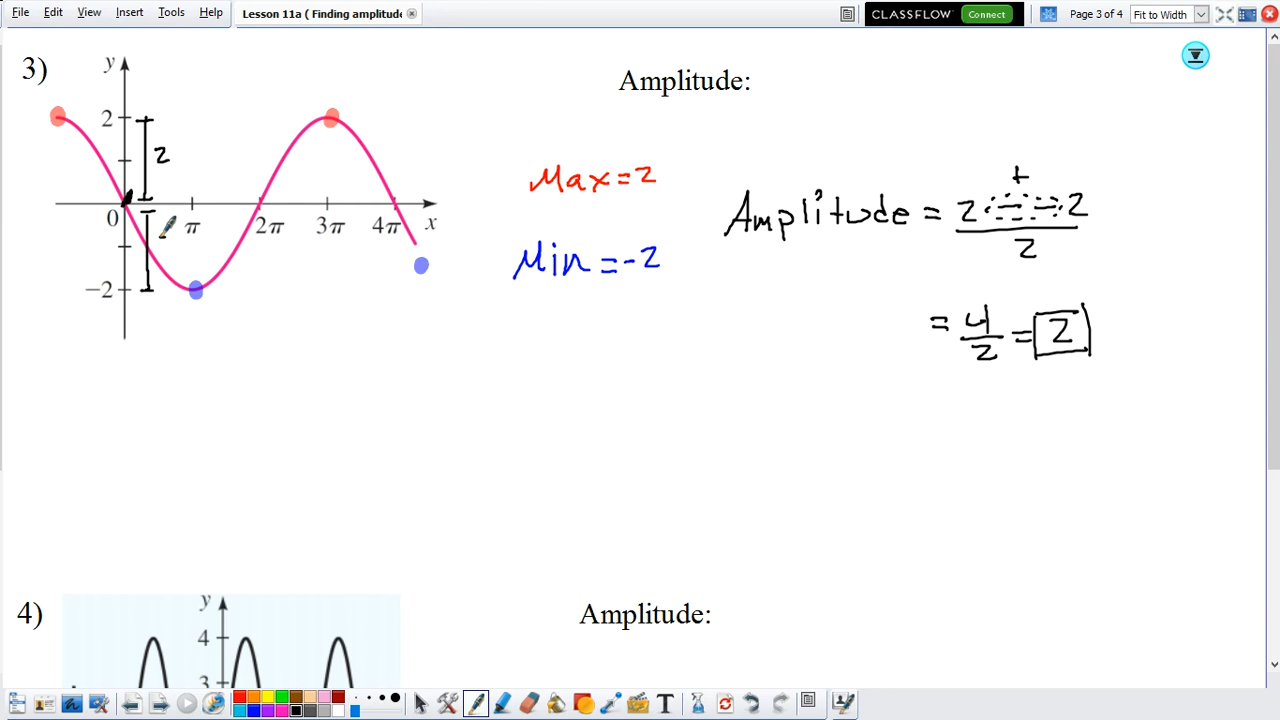 File Edit View Insert Tools Help Lesson 11a ( Finding amplitude CLASSFLOW Connect Page 3 of 4 Fit to Width
3) y Amplitude:
2
2
Max=2
Amplitude = 2 - - 2 / 2
+
0 π 2π 3π 4π x
Min = -2
-2
= 4/2 = 2
4) y Amplitude:
4
3
T